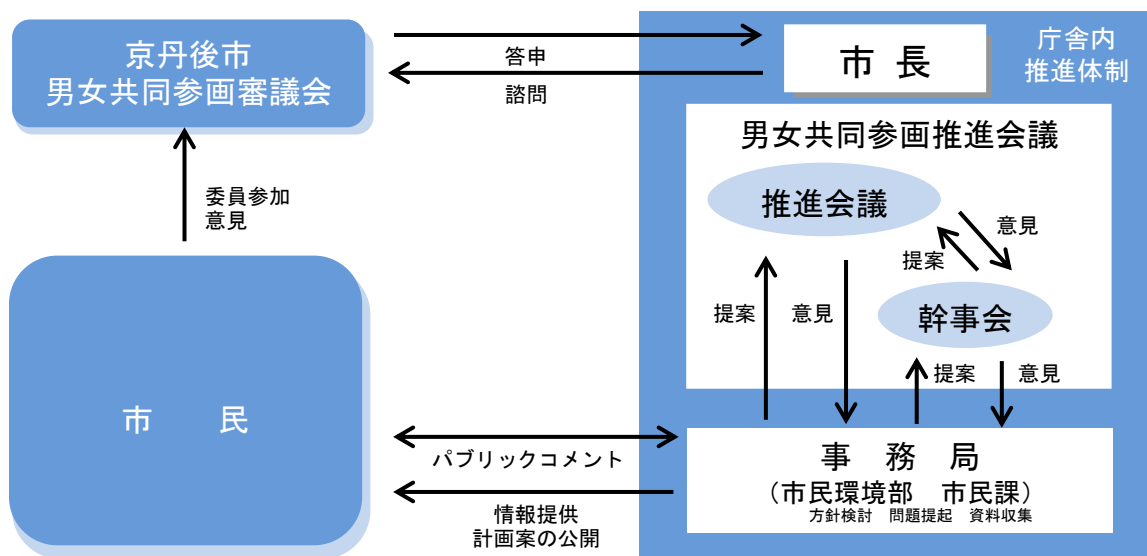 京丹後市
男女共同参画審議会
答申
諮問
市 長
庁舎内
推進体制
男女共同参画推進会議
推進会議
意見
提案
幹事会
提案
意見
提案
意見
委員参加
意見
市　民
パブリックコメント
情報提供
計画案の公開
事　務　局
（市民環境部　市民課）
方針検討　問題提起　資料収集